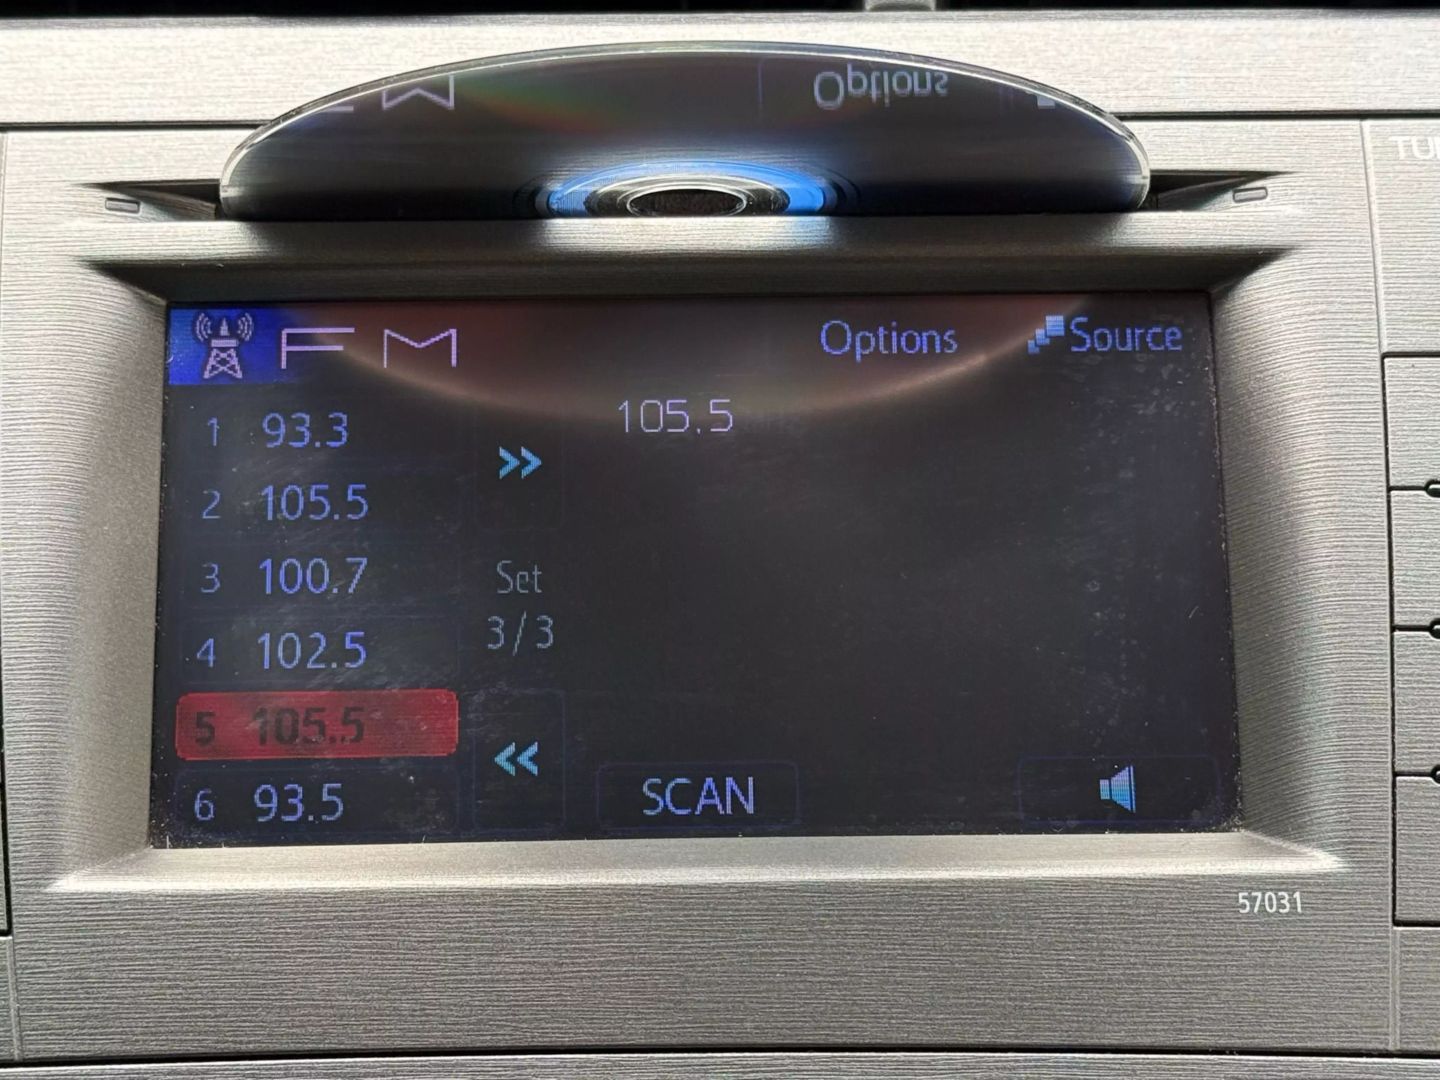 Options
TU
FM
Options
Source
1 93.3
105.5
2 105.5
3 100.7
Set
3/3
4 102.5
5 105.5
6 93.5
SCAN
57031